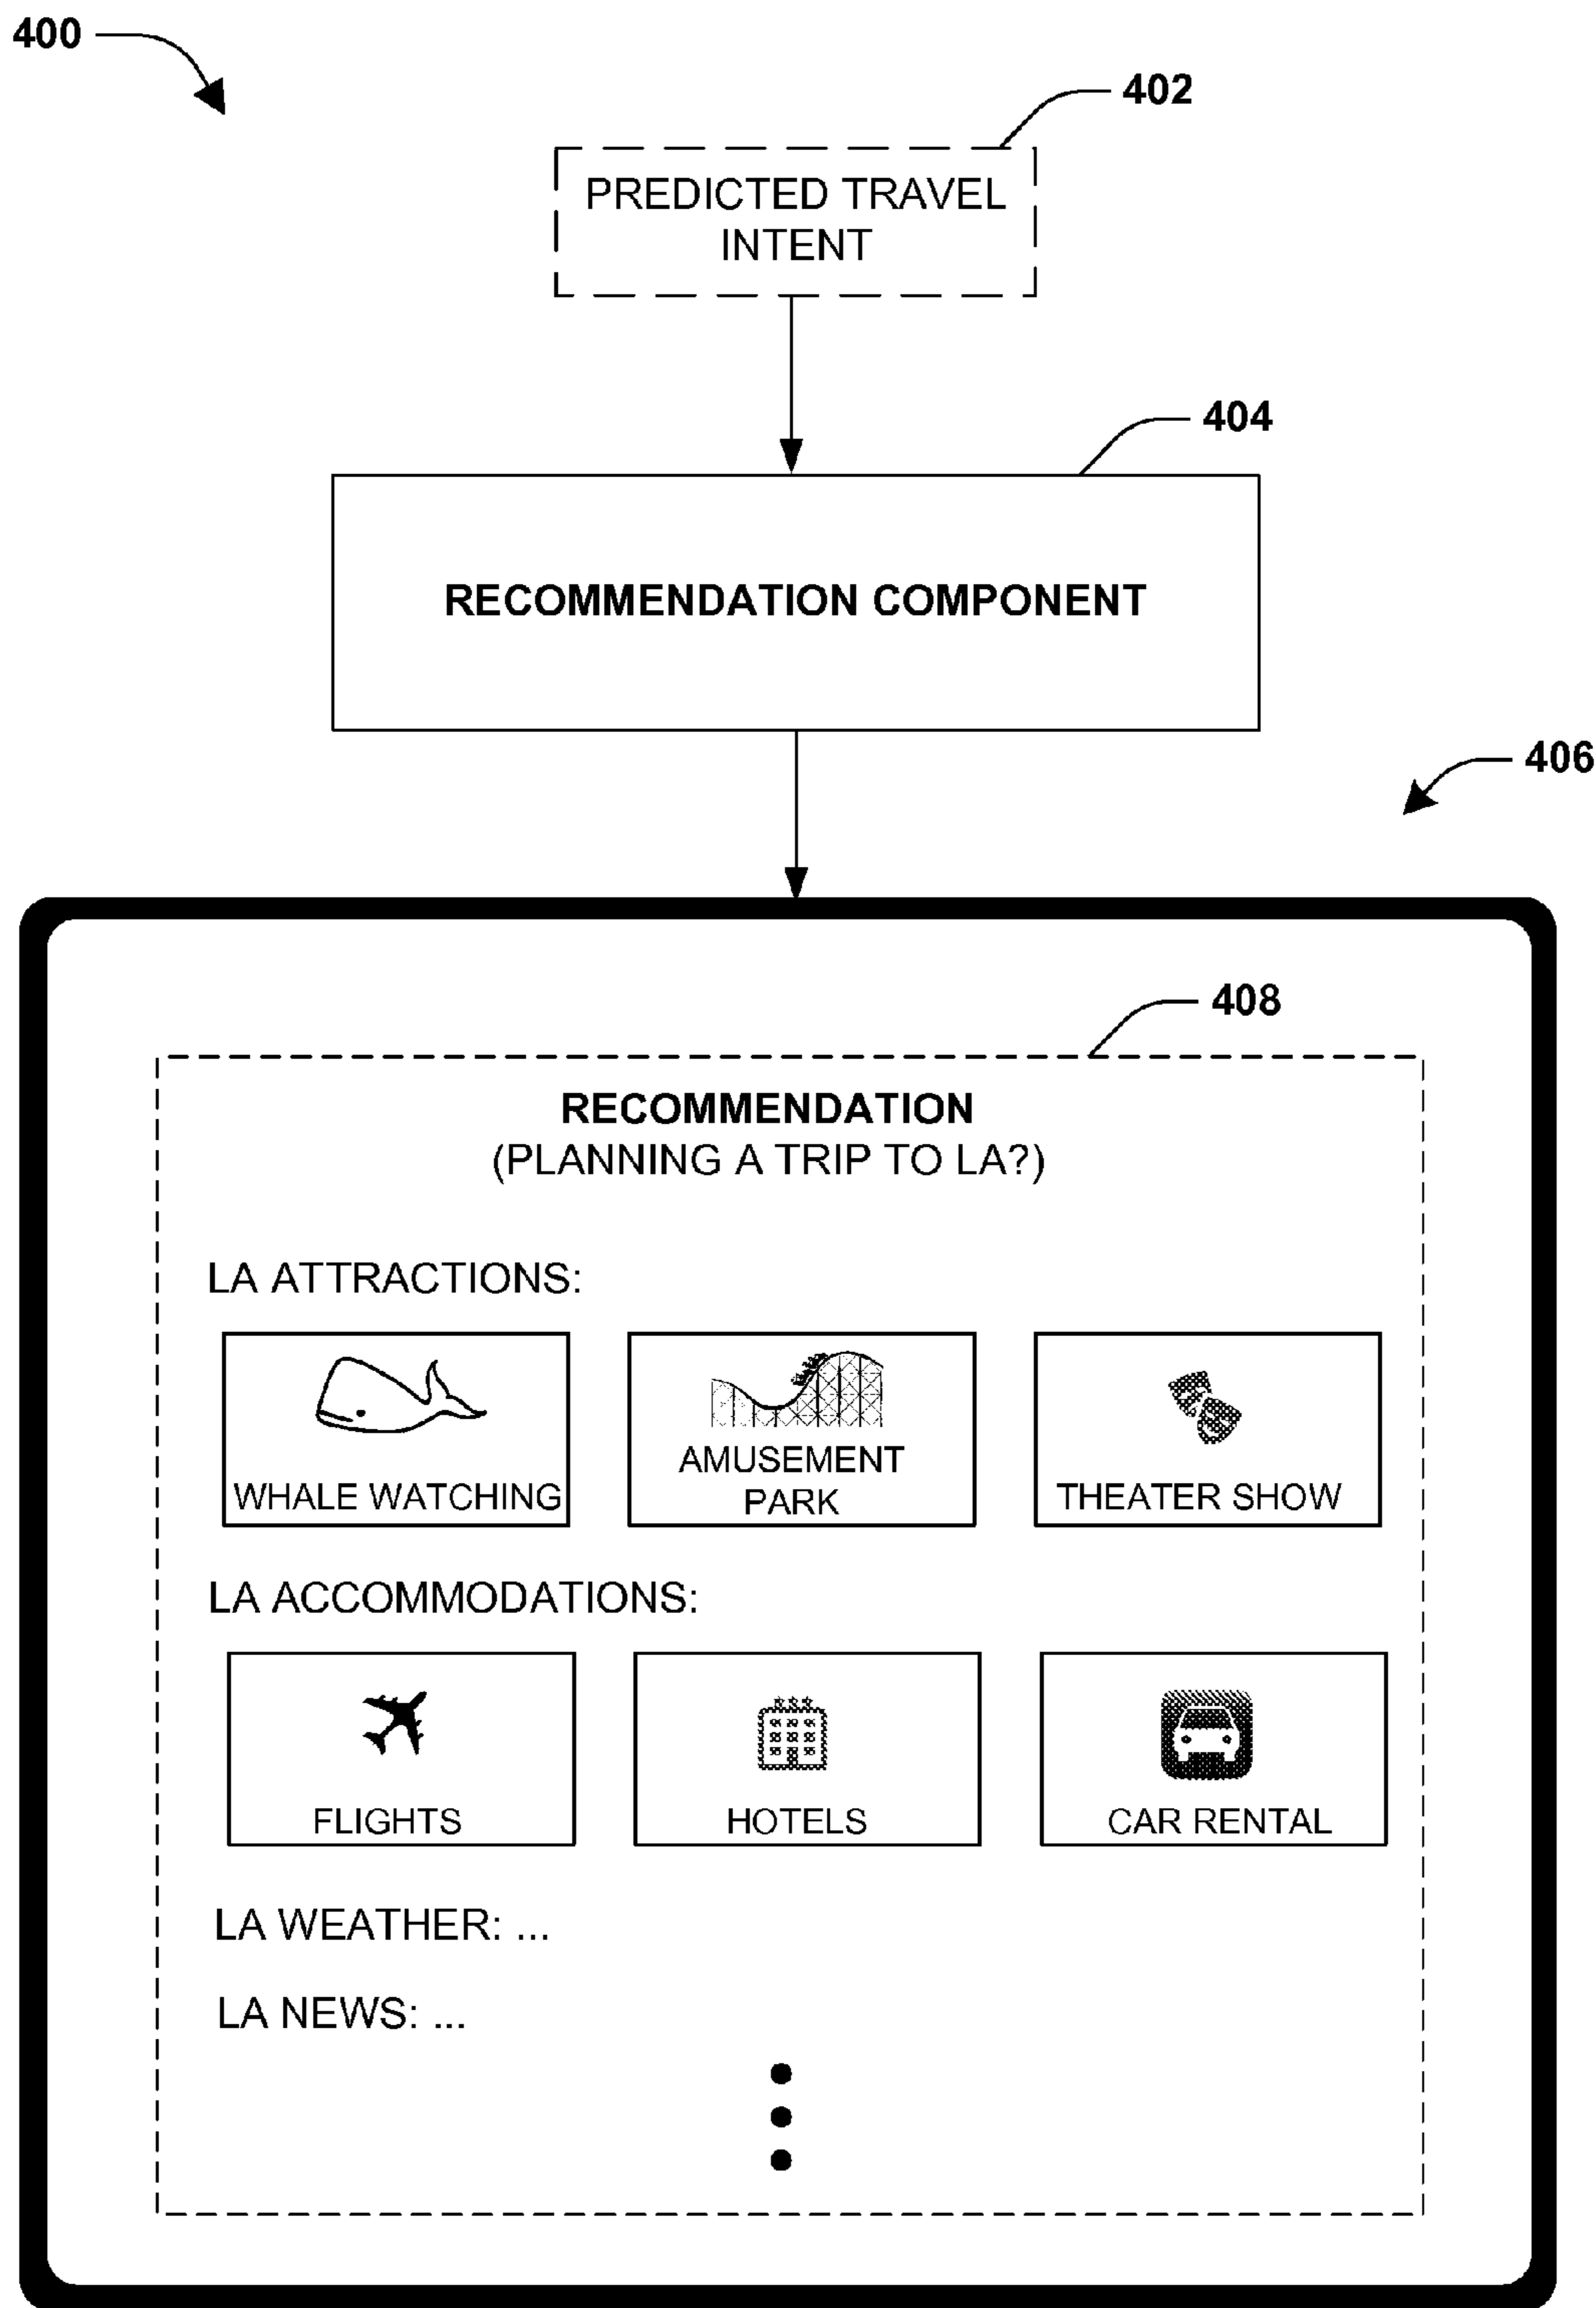 400
402
PREDICTED TRAVEL
INTENT
404
RECOMMENDATION COMPONENT
406
408
RECOMMENDATION
(PLANNING A TRIP TO LA?)
LA ATTRACTIONS:
WHALE WATCHING
AMUSEMENT
PARK
THEATER SHOW
LA ACCOMMODATIONS:
FLIGHTS
HOTELS
CAR RENTAL
LA WEATHER: ...
LA NEWS: ...